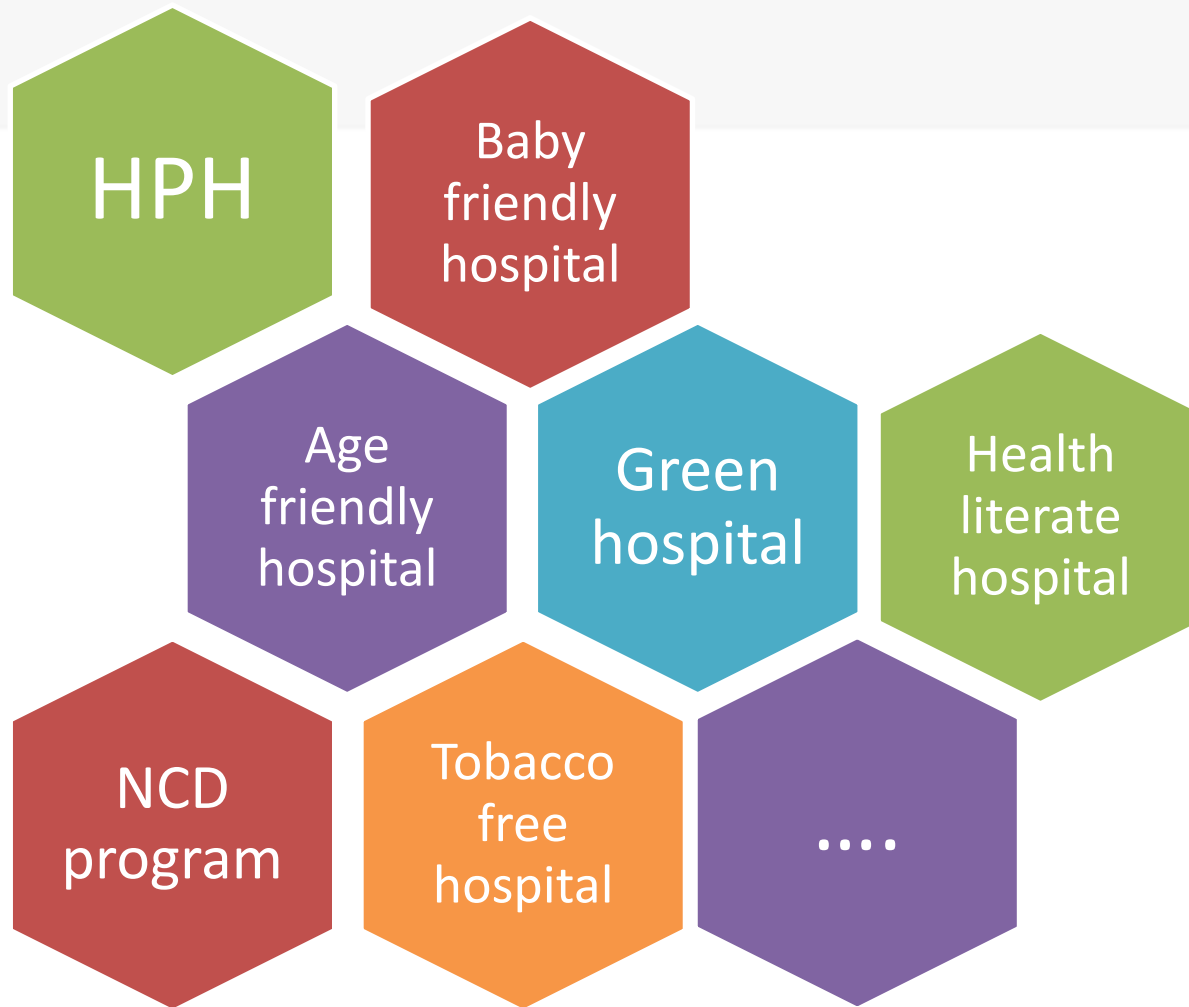 HPH
Baby
friendly
hospital
Age
friendly
hospital
Green
hospital
Health
literate
hospital
NCD
program
Tobacco
free
hospital
....